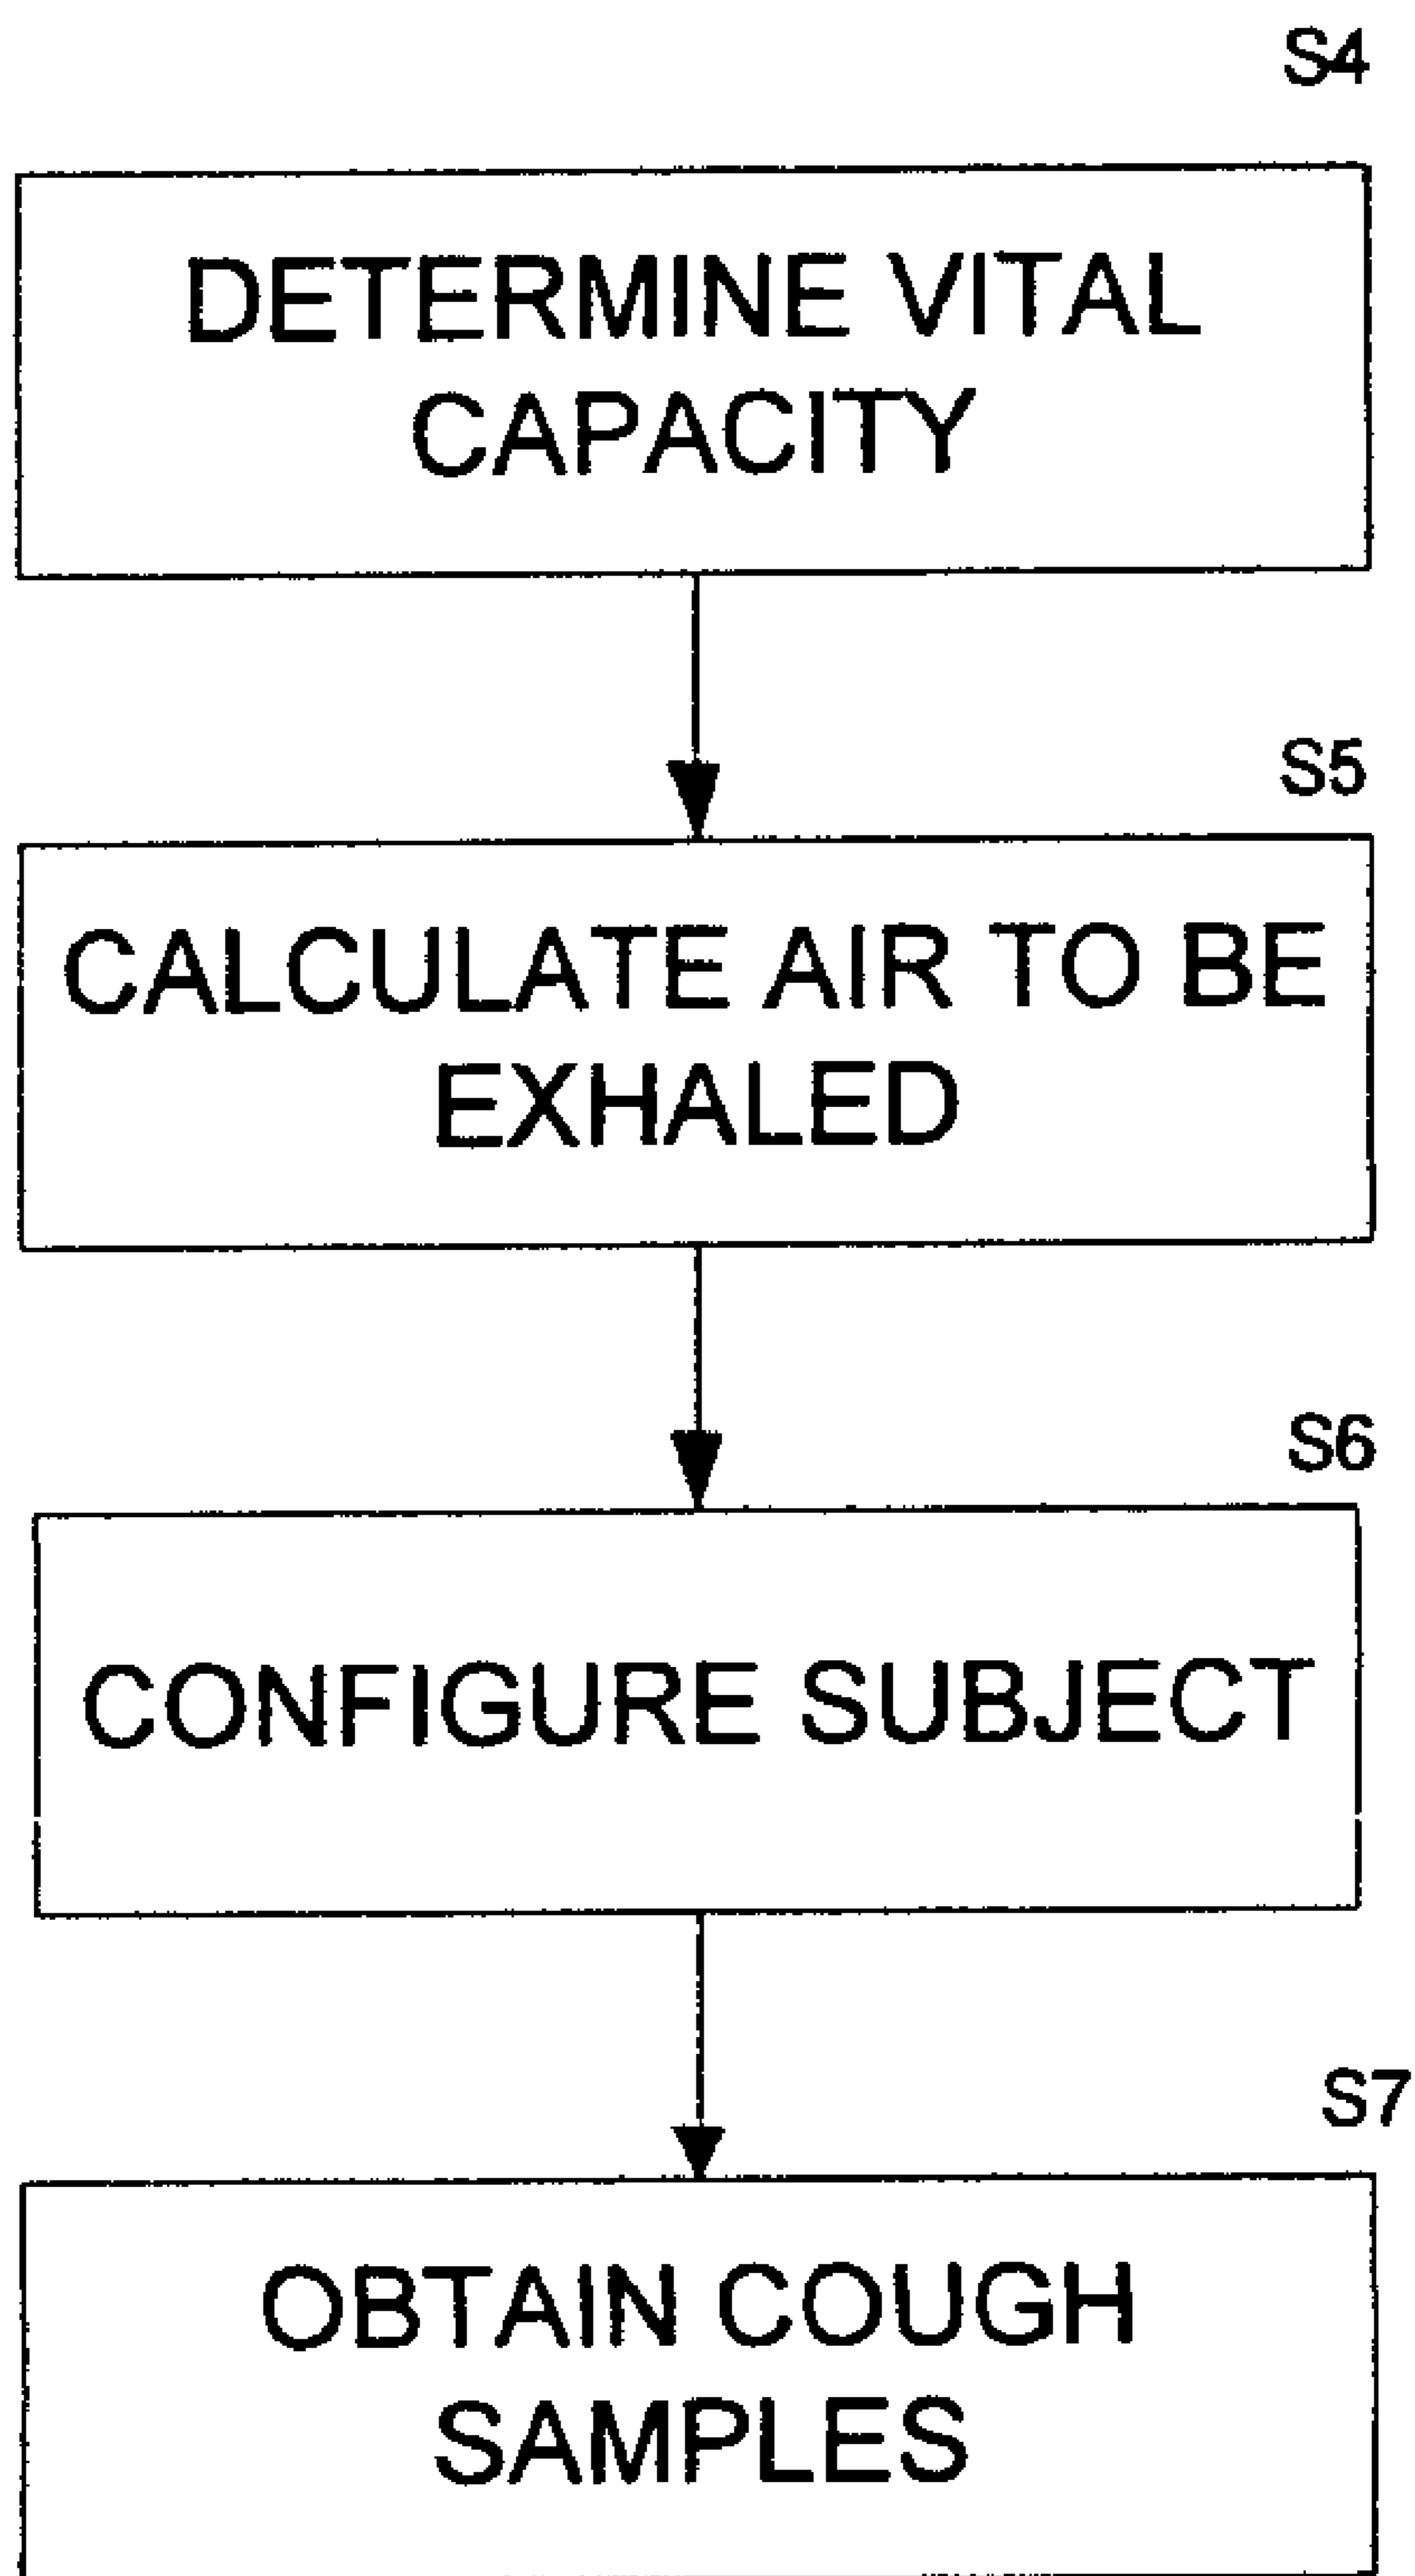 S4
DETERMINE VITAL
CAPACITY
S5
CALCULATE AIR TO BE
EXHALED
S6
CONFIGURE SUBJECT
S7
OBTAIN COUGH
SAMPLES